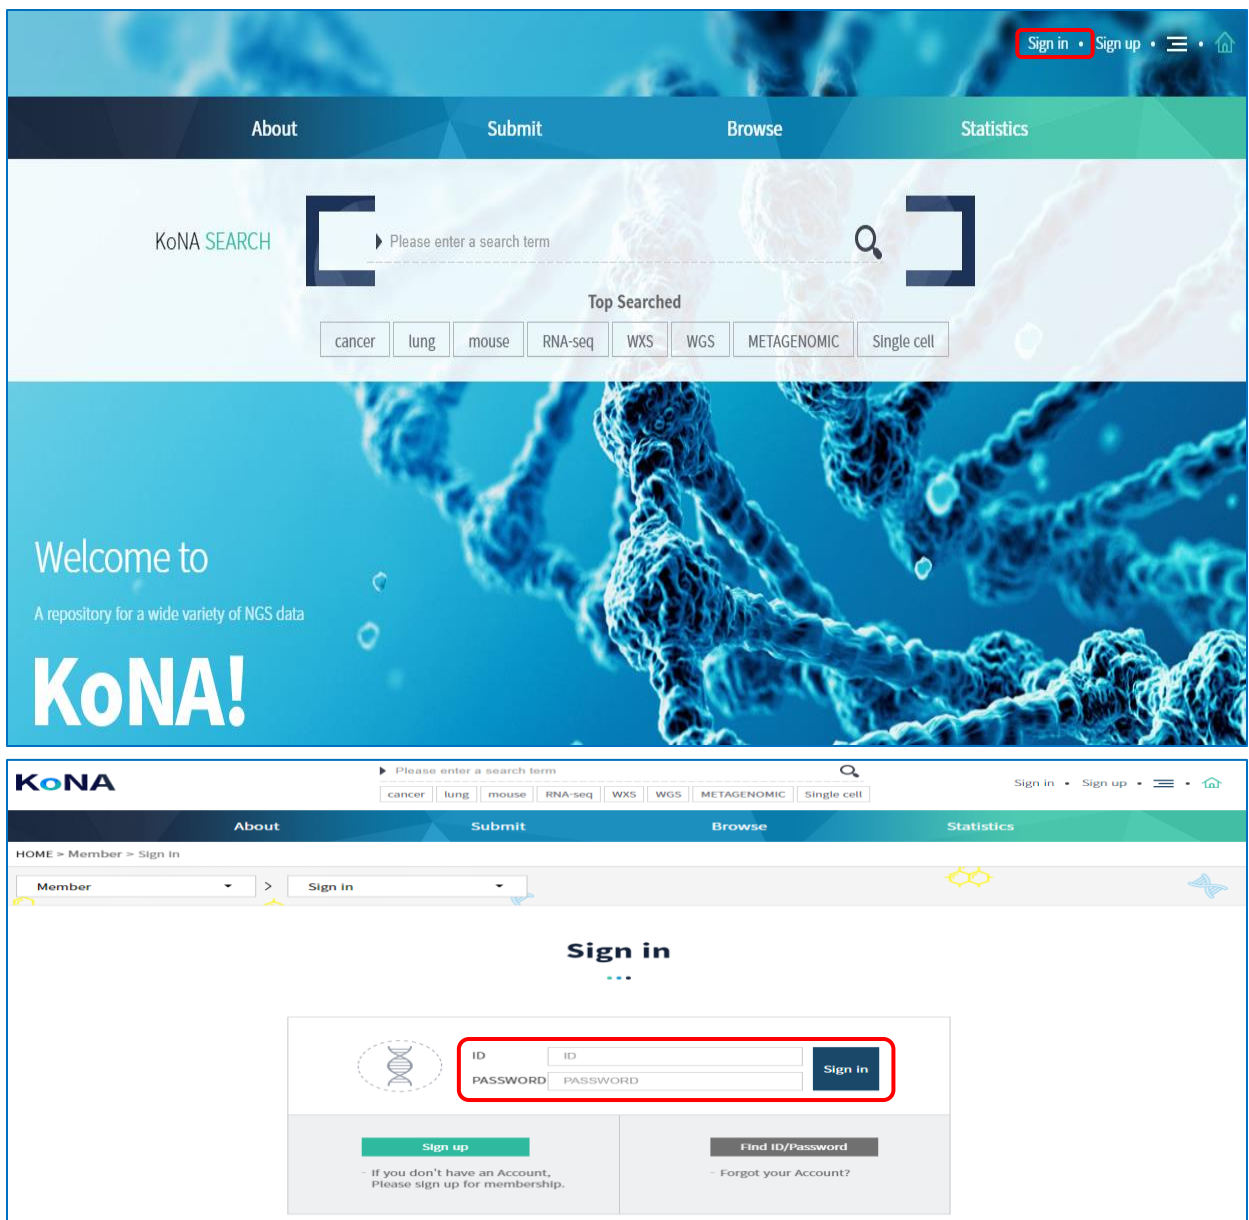 Sign in • Sign up •
About Submit Browse Statistics
KoNA SEARCH
Please enter a search term
Top Searched
cancer lung mouse RNA-seq WXS WGS METAGENOMIC Single cell
Welcome to
A repository for a wide variety of NGS data
KoNA!
KoNA
Please enter a search term
cancer lung mouse RNA-seq WXS WGS METAGENOMIC Single cell
Sign in • Sign up •
About Submit Browse Statistics
HOME > Member > Sign in
Member > Sign in
Sign in
ID ID
PASSWORD PASSWORD
Sign in
Sign up
- If you don't have an Account,
Please sign up for membership.
Find ID/Password
- Forgot your Account?